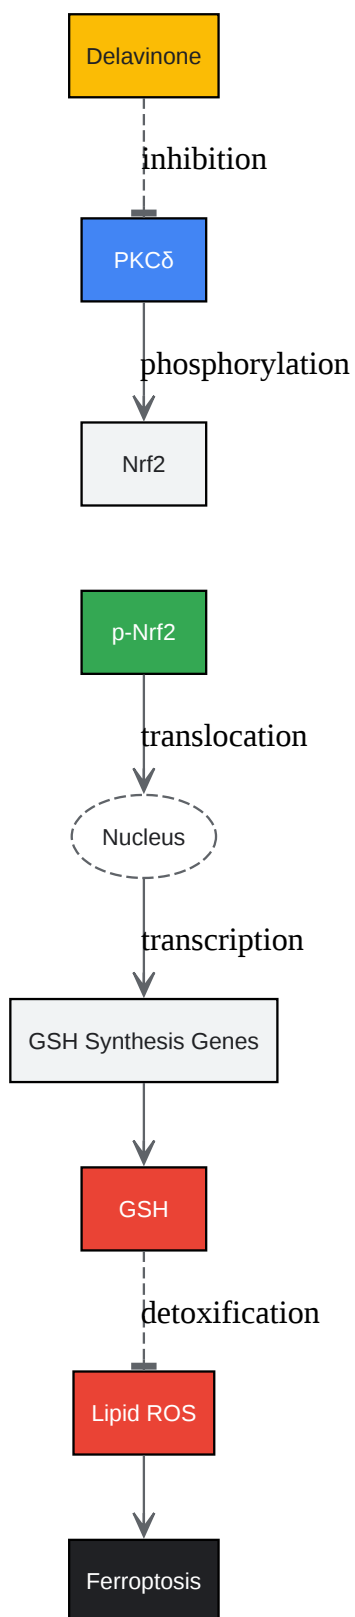 Delavinone
inhibition
PKCδ
phosphorylation
Nrf2
p-Nrf2
translocation
Nucleus
transcription
GSH Synthesis Genes
GSH
detoxification
Lipid ROS
Ferroptosis